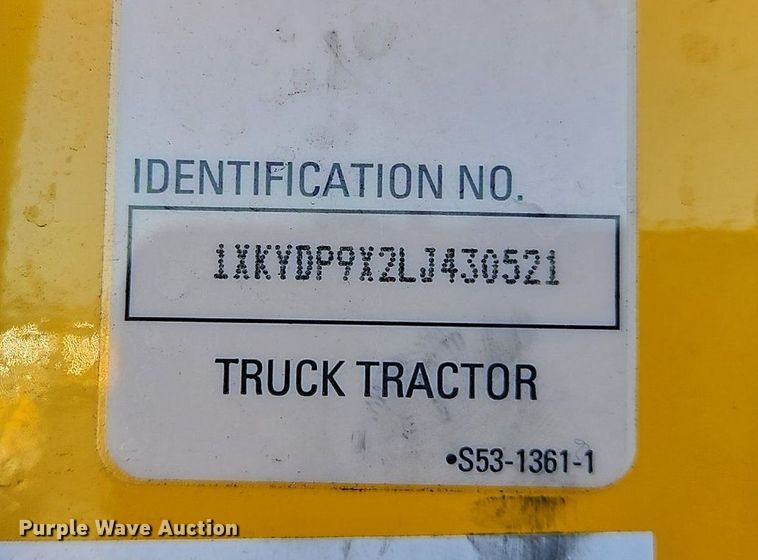 IDENTIFICATION NO.
1XKYDP9X2LJ430521
TRUCK TRACTOR
•S53-1361-1
Purple Wave Auction